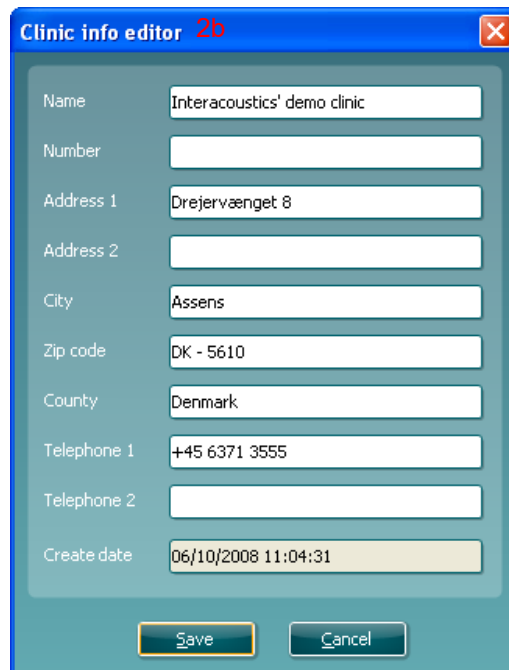 Clinic info editor 2b
Name Interacoustics' demo clinic
Number
Address 1 Drejervænget 8
Address 2
City Assens
Zip code DK - 5610
County Denmark
Telephone 1 +45 6371 3555
Telephone 2
Create date 06/10/2008 11:04:31
Save Cancel